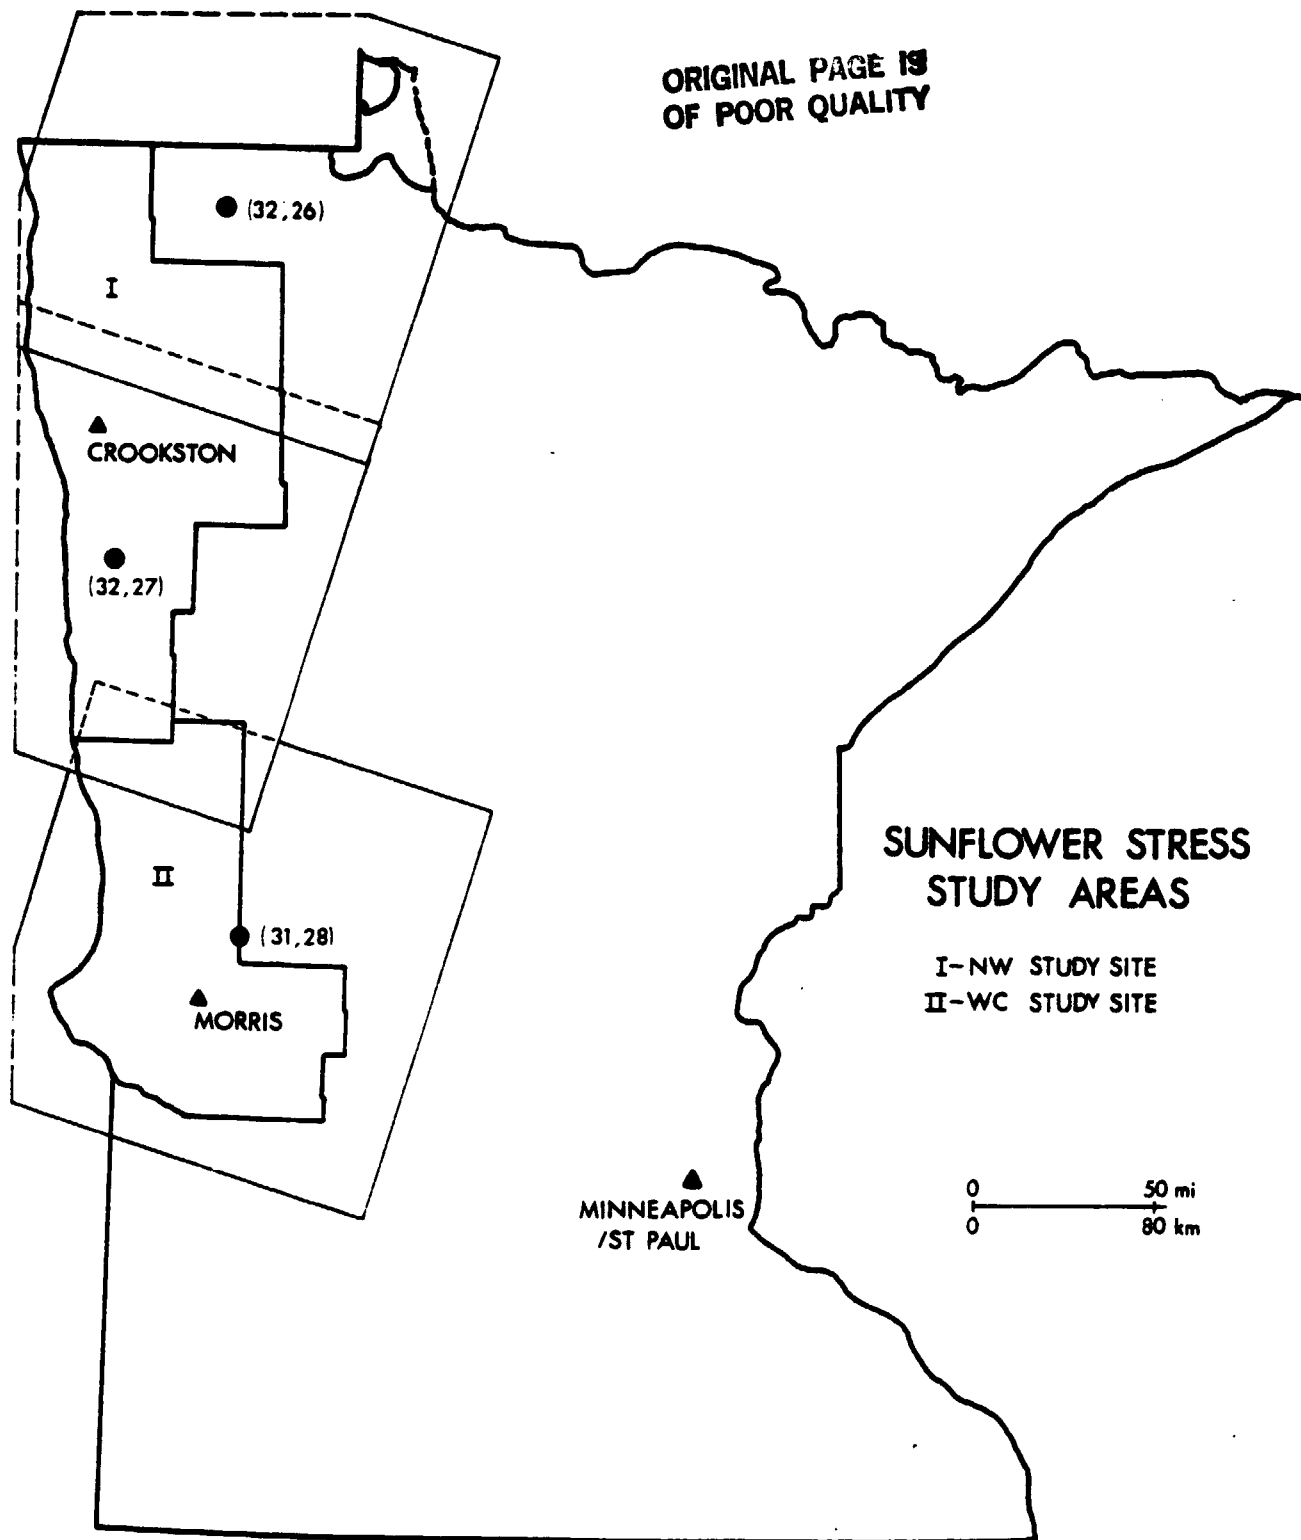 ORIGINAL PAGE IS
OF POOR QUALITY
(32,26)
I
CROOKSTON
(32,27)
II
(31,28)
MORRIS
SUNFLOWER STRESS
STUDY AREAS
I-NW STUDY SITE
II-WC STUDY SITE
MINNEAPOLIS
/ST PAUL
0 50 mi
0 80 km